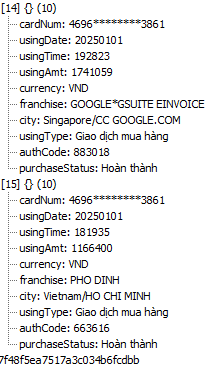 [14] {} (10)
cardNum: 4696********3861
usingDate: 20250101
usingTime: 192823
usingAmt: 1741059
currency: VND
franchise: GOOGLE*GSUITE EINVOICE
city: Singapore/CC GOOGLE.COM
usingType: Giao dịch mua hàng
authCode: 883018
purchaseStatus: Hoàn thành
[15] {} (10)
cardNum: 4696********3861
usingDate: 20250101
usingTime: 181935
usingAmt: 1166400
currency: VND
franchise: PHO DINH
city: Vietnam/HO CHI MINH
usingType: Giao dịch mua hàng
authCode: 663616
purchaseStatus: Hoàn thành
7f48f5ea7517a3c034b6fcdbb